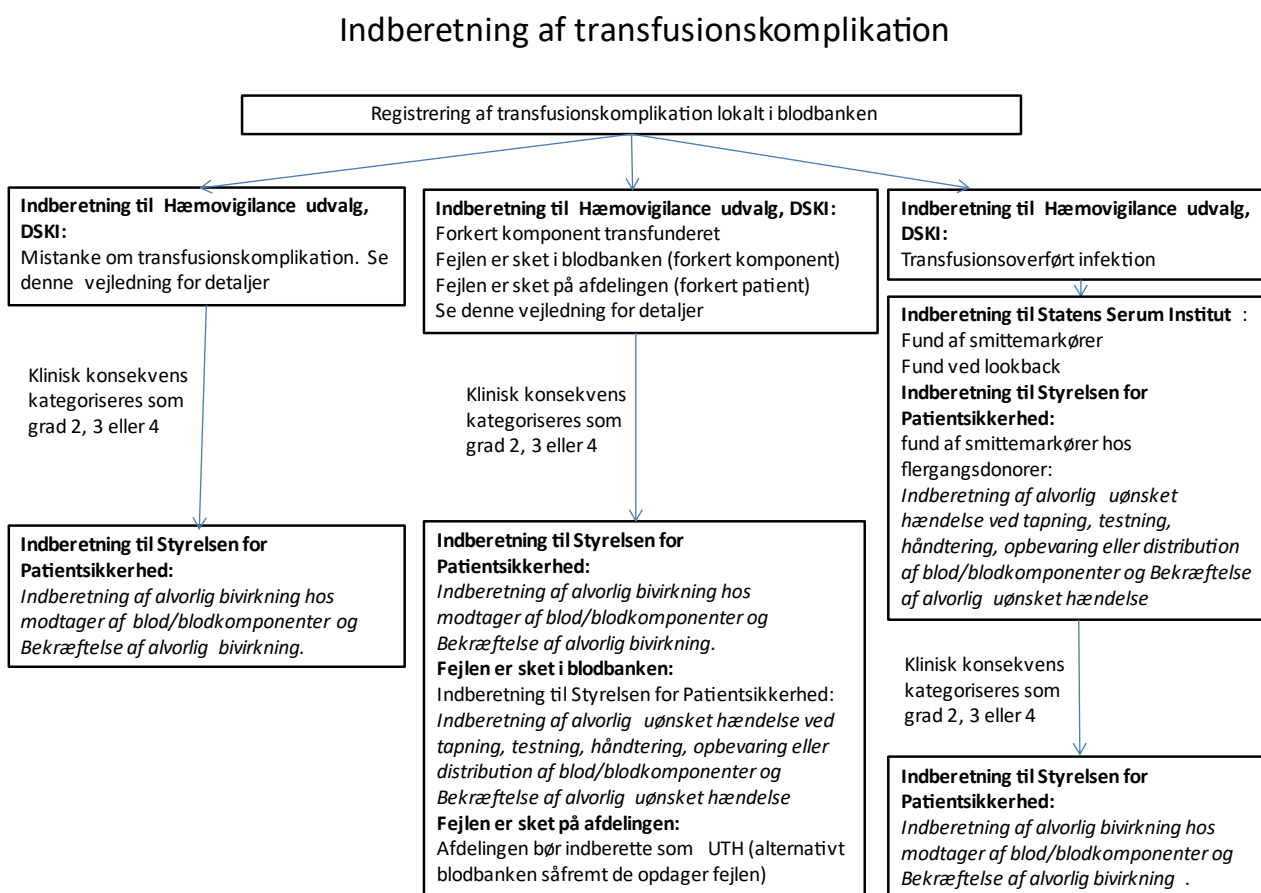 Indberetning af transfusionskomplikation
Registrering af transfusionskomplikation lokalt i blodbanken
Indberetning til Hæmovigilance udvalg,
DSKI:
Mistanke om transfusionskomplikation. Se
denne vejledning for detaljer
Klinisk konsekvens
kategoriseres som
grad 2, 3 eller 4
Indberetning til Styrelsen for
Patientsikkerhed:
Indberetning af alvorlig bivirkning hos
modtager af blod/blodkomponenter og
Bekræftelse af alvorlig bivirkning.
Indberetning til Hæmovigilance udvalg, DSKI:
Forkert komponent transfunderet
Fejlen er sket i blodbanken (forkert komponent)
Fejlen er sket på afdelingen (forkert patient)
Se denne vejledning for detaljer
Klinisk konsekvens
kategoriseres som
grad 2, 3 eller 4
Indberetning til Styrelsen for
Patientsikkerhed:
Indberetning af alvorlig bivirkning hos
modtager af blod/blodkomponenter og
Bekræftelse af alvorlig bivirkning.
Fejlen er sket i blodbanken:
Indberetning til Styrelsen for Patientsikkerhed:
Indberetning af alvorlig uønsket hændelse ved
tapning, testning, håndtering, opbevaring eller
distribution af blod/blodkomponenter og
Bekræftelse af alvorlig uønsket hændelse
Fejlen er sket på afdelingen:
Afdelingen bør indberette som UTH (alternativt
blodbanken såfremt de opdager fejlen)
Indberetning til Hæmovigilance udvalg,
DSKI:
Transfusionsoverført infektion
Indberetning til Statens Serum Institut :
Fund af smittemarkører
Fund ved lookback
Indberetning til Styrelsen for
Patientsikkerhed:
fund af smittemarkører hos
flergangsdonorer:
Indberetning af alvorlig uønsket
hændelse ved tapning, testning,
håndtering, opbevaring eller distribution
af blod/blodkomponenter og Bekræftelse
af alvorlig uønsket hændelse
Klinisk konsekvens
kategoriseres som
grad 2, 3 eller 4
Indberetning til Styrelsen for
Patientsikkerhed:
Indberetning af alvorlig bivirkning hos
modtager af blod/blodkomponenter og
Bekræftelse af alvorlig bivirkning .